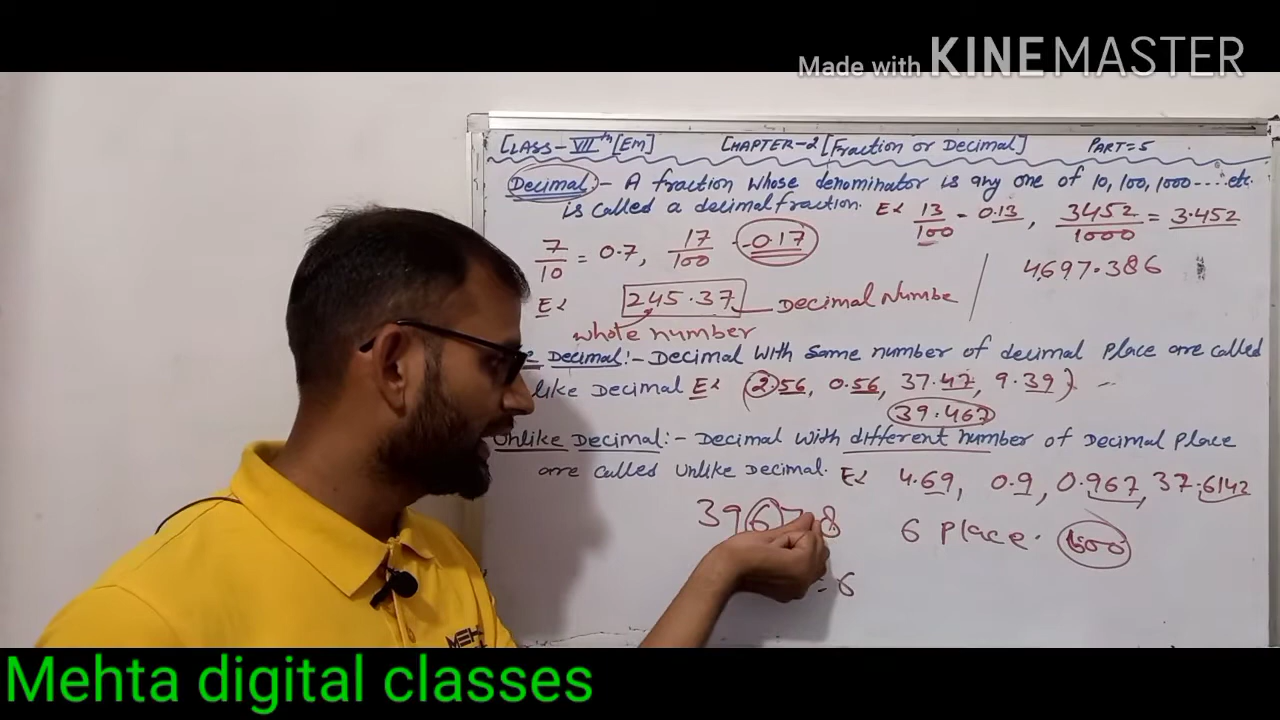 Made with KINEMASTER
CLASS-VIIth [EM] CHAPTER-2 [Fraction or Decimal] PART=5
Decimal:- A fraction whose denominator is any one of 10, 100, 1000.....etc.
is called a decimal fraction. Ex 13/100 = 0.13, 3452/1000 = 3.452
7/10 = 0.7, 17/100 = 0.17 4697.386
Ex 245.37 Decimal Numbe
whole number
Decimal:- Decimal with same number of decimal place are called
like Decimal Ex (2.56, 0.56, 37.47, 9.39)
39.467
Unlike Decimal:- Decimal with different number of Decimal place
are called unlike Decimal. Ex 4.69, 0.9, 0.967, 37.6142
3967 8 6 place. 600
= 6
MEH
Mehta digital classes